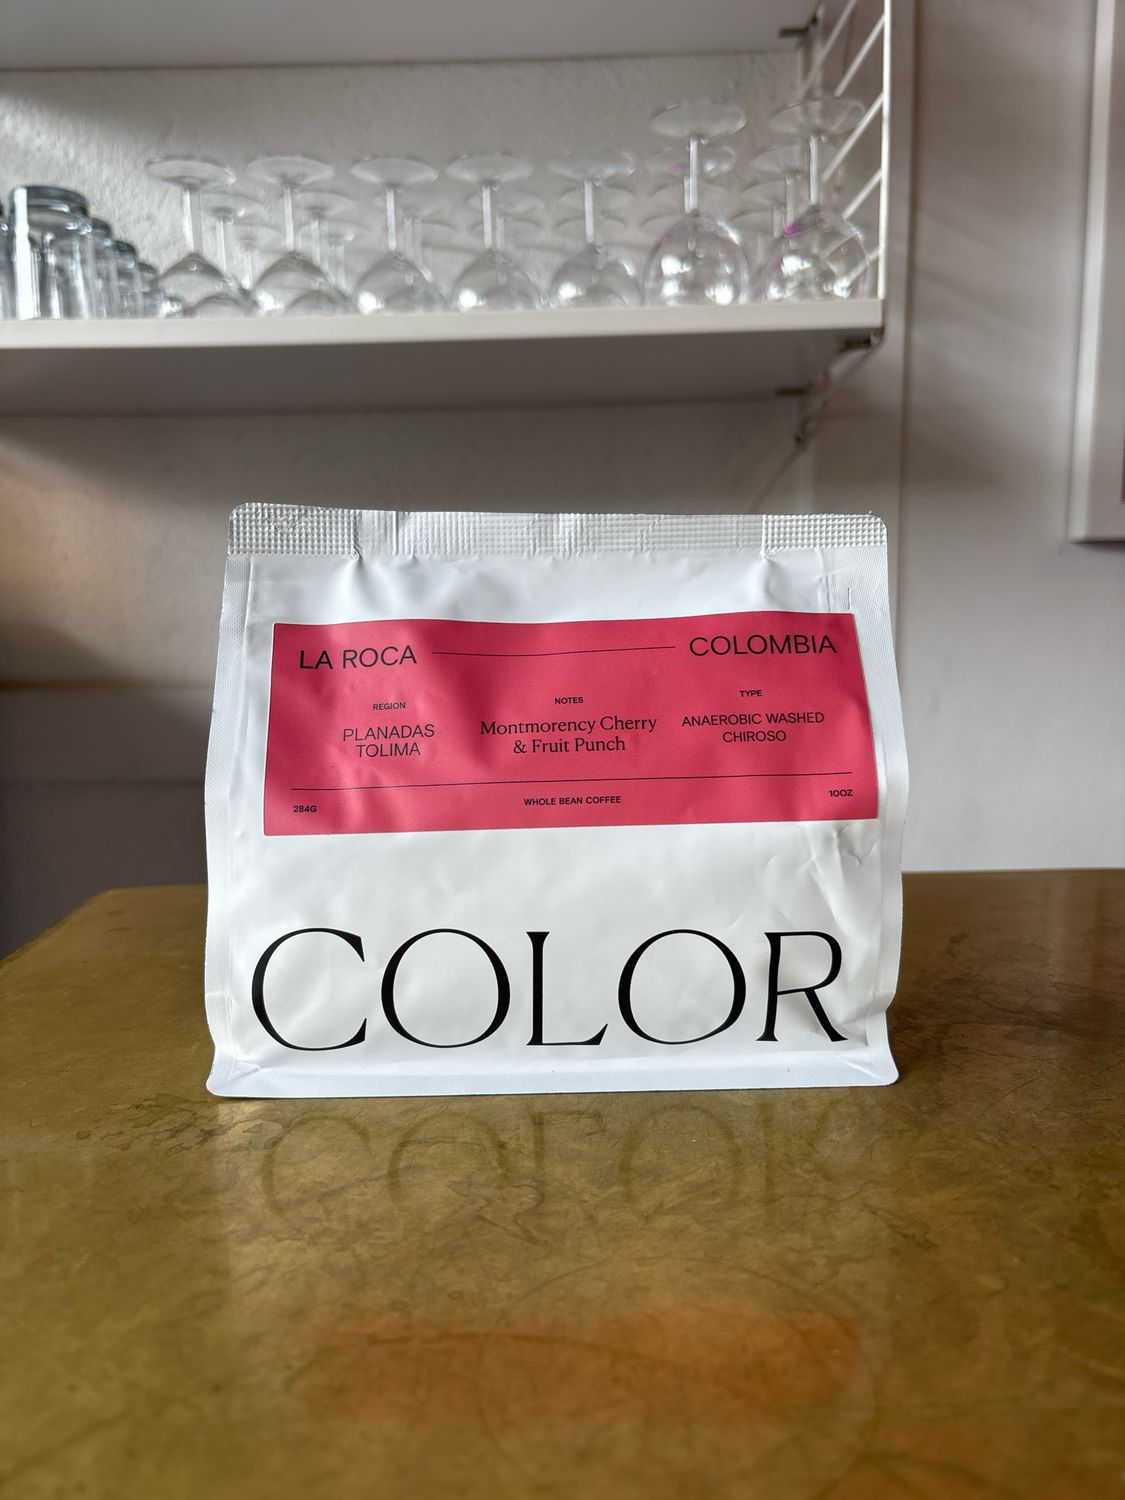 LA ROCA COLOMBIA
REGION
PLANADAS
TOLIMA
NOTES
Montmorency Cherry
& Fruit Punch
TYPE
ANAEROBIC WASHED
CHIROSO
284G WHOLE BEAN COFFEE 10OZ
COLOR